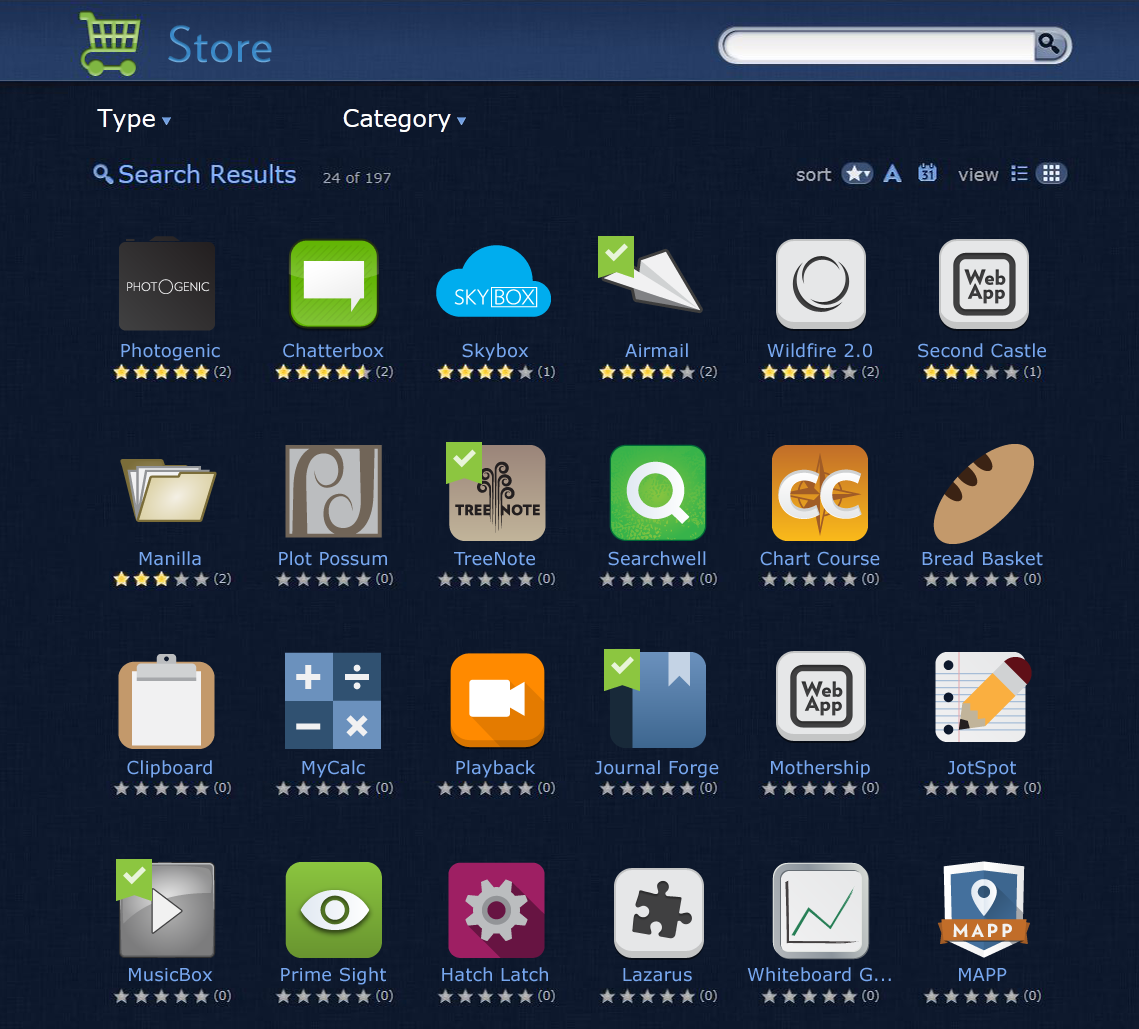 Store
Type Category
Search Results 24 of 197 sort A 31 view
PHOTOGENIC SKYBOX Web App
Photogenic Chatterbox Skybox Airmail Wildfire 2.0 Second Castle
(2) (2) (1) (2) (2) (1)
TREE NOTE CC
Manilla Plot Possum TreeNote Searchwell Chart Course Bread Basket
(2) (0) (0) (0) (0) (0)
Web App
Clipboard MyCalc Playback Journal Forge Mothership JotSpot
(0) (0) (0) (0) (0) (0)
MAPP
MusicBox Prime Sight Hatch Latch Lazarus Whiteboard G... MAPP
(0) (0) (0) (0) (0) (0)